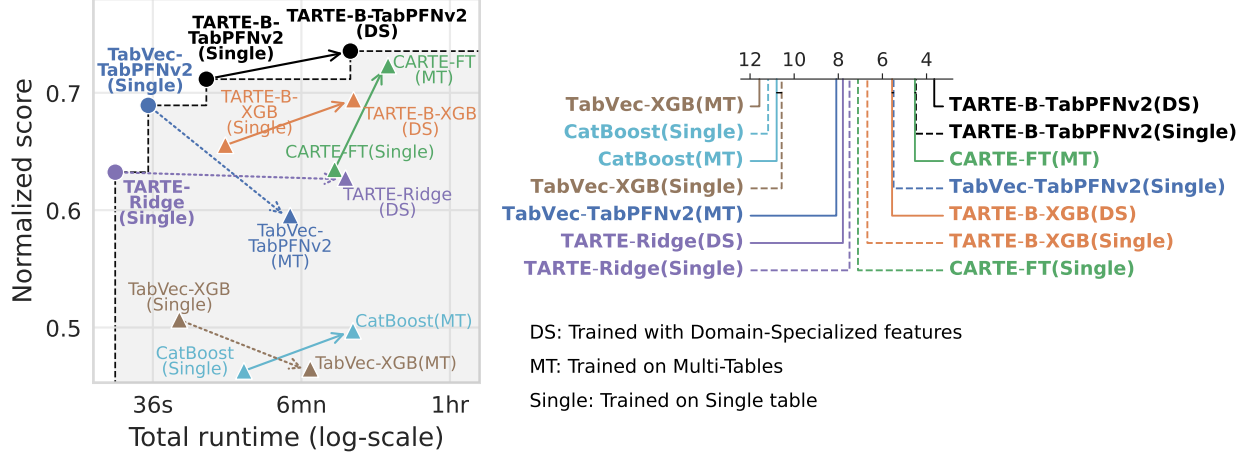 Normalized score
0.7
0.6
0.5
TARTE-B-
TabPFNv2
(Single)
TARTE-B-TabPFNv2
(DS)
TabVec-
TabPFNv2
(Single)
CARTE-FT
(MT)
TARTE-B-
XGB
(Single)
TARTE-B-XGB
(DS)
CARTE-FT(Single)
TARTE-
Ridge
(Single)
TARTE-Ridge
(DS)
TabVec-
TabPFNv2
(MT)
TabVec-XGB
(Single)
CatBoost(MT)
CatBoost
(Single)
TabVec-XGB(MT)
36s
6mn
1hr
Total runtime (log-scale)
12
10
8
6
4
TabVec-XGB(MT)
CatBoost(Single)
CatBoost(MT)
TabVec-XGB(Single)
TabVec-TabPFNv2(MT)
TARTE-Ridge(DS)
TARTE-Ridge(Single)
TARTE-B-TabPFNv2(DS)
TARTE-B-TabPFNv2(Single)
CARTE-FT(MT)
TabVec-TabPFNv2(Single)
TARTE-B-XGB(DS)
TARTE-B-XGB(Single)
CARTE-FT(Single)
DS: Trained with Domain-Specialized features
MT: Trained on Multi-Tables
Single: Trained on Single table